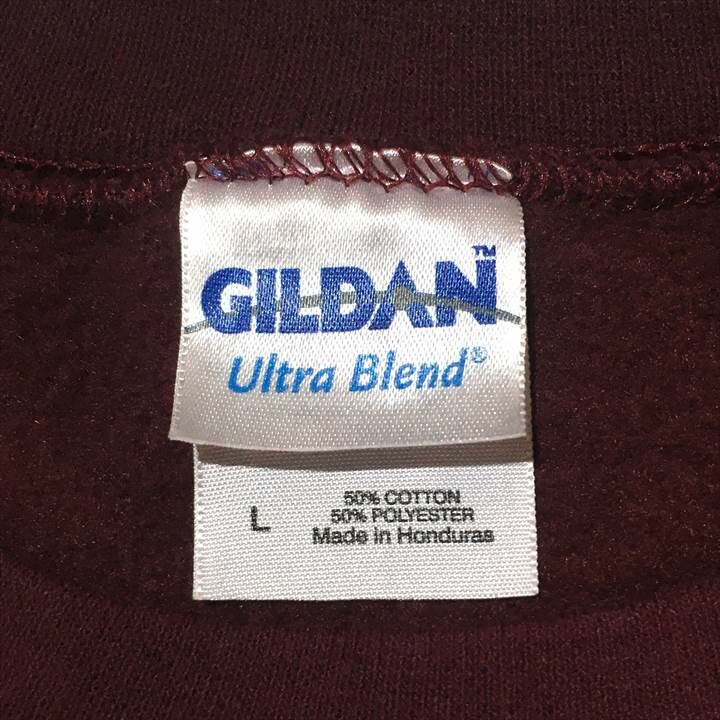 GILDAN™
Ultra Blend®
L
50% COTTON
50% POLYESTER
Made in Honduras